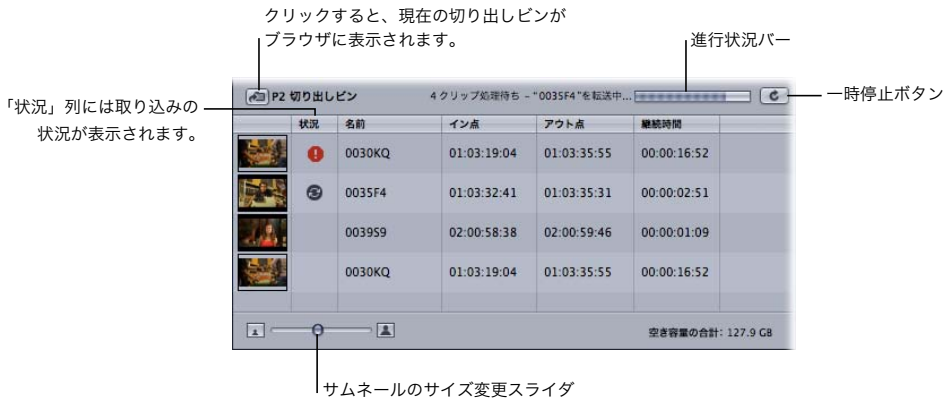 クリックすると、現在の切り出しビンが
ブラウザに表示されます。
進行状況バー
「状況」列には取り込みの
状況が表示されます。
一時停止ボタン
P2 切り出しビン
4 クリップ処理待ち – "0035F4"を転送中...
状況 名前 イン点 アウト点 継続時間
0030KQ 01:03:19:04 01:03:35:55 00:00:16:52
0035F4 01:03:32:41 01:03:35:31 00:00:02:51
0039S9 02:00:58:38 02:00:59:46 00:00:01:09
0030KQ 01:03:19:04 01:03:35:55 00:00:16:52
空き容量の合計: 127.9 GB
サムネールのサイズ変更スライダ